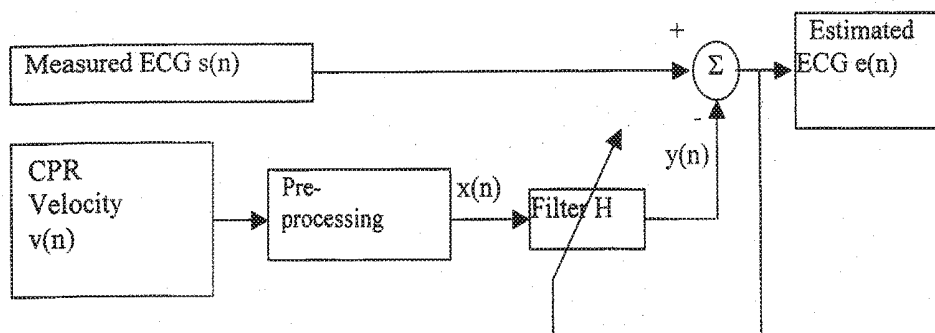 Estimated
ECG e(n)
+
Σ
Measured ECG s(n)
-
y(n)
CPR
Velocity
v(n)
Pre-
processing
x(n)
Filter H